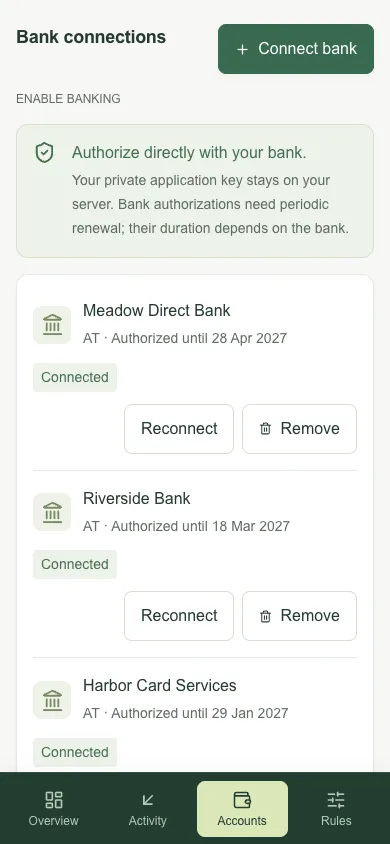 Bank connections
Connect bank
ENABLE BANKING
Authorize directly with your bank.
Your private application key stays on your
server. Bank authorizations need periodic
renewal; their duration depends on the bank.
Meadow Direct Bank
AT · Authorized until 28 Apr 2027
Connected
Reconnect
Remove
Riverside Bank
AT · Authorized until 18 Mar 2027
Connected
Reconnect
Remove
Harbor Card Services
AT · Authorized until 29 Jan 2027
Connected
Overview
Activity
Accounts
Rules